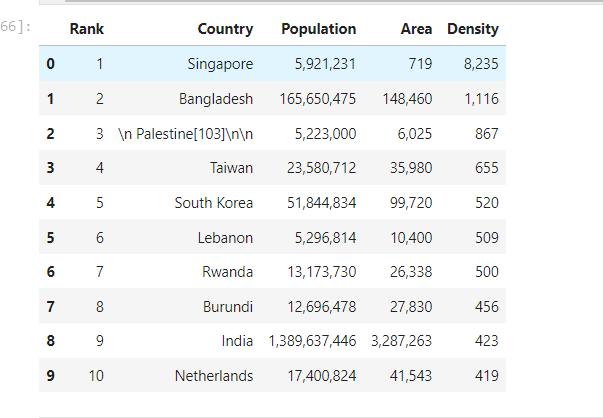 66]:
Rank Country Population Area Density
0 1 Singapore 5,921,231 719 8,235
1 2 Bangladesh 165,650,475 148,460 1,116
2 3 \n Palestine[103]\n\n 5,223,000 6,025 867
3 4 Taiwan 23,580,712 35,980 655
4 5 South Korea 51,844,834 99,720 520
5 6 Lebanon 5,296,814 10,400 509
6 7 Rwanda 13,173,730 26,338 500
7 8 Burundi 12,696,478 27,830 456
8 9 India 1,389,637,446 3,287,263 423
9 10 Netherlands 17,400,824 41,543 419